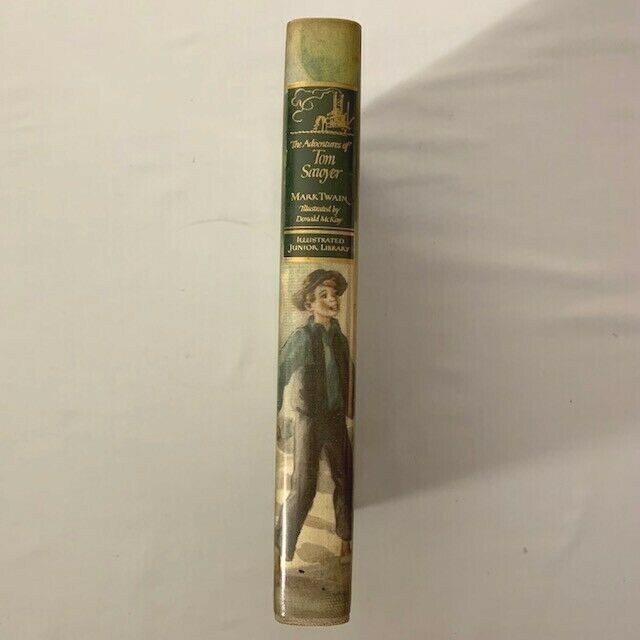 The Adventures of
Tom
Sawyer
MARK TWAIN
Illustrated by
Donald McKay
ILLUSTRATED
JUNIOR LIBRARY